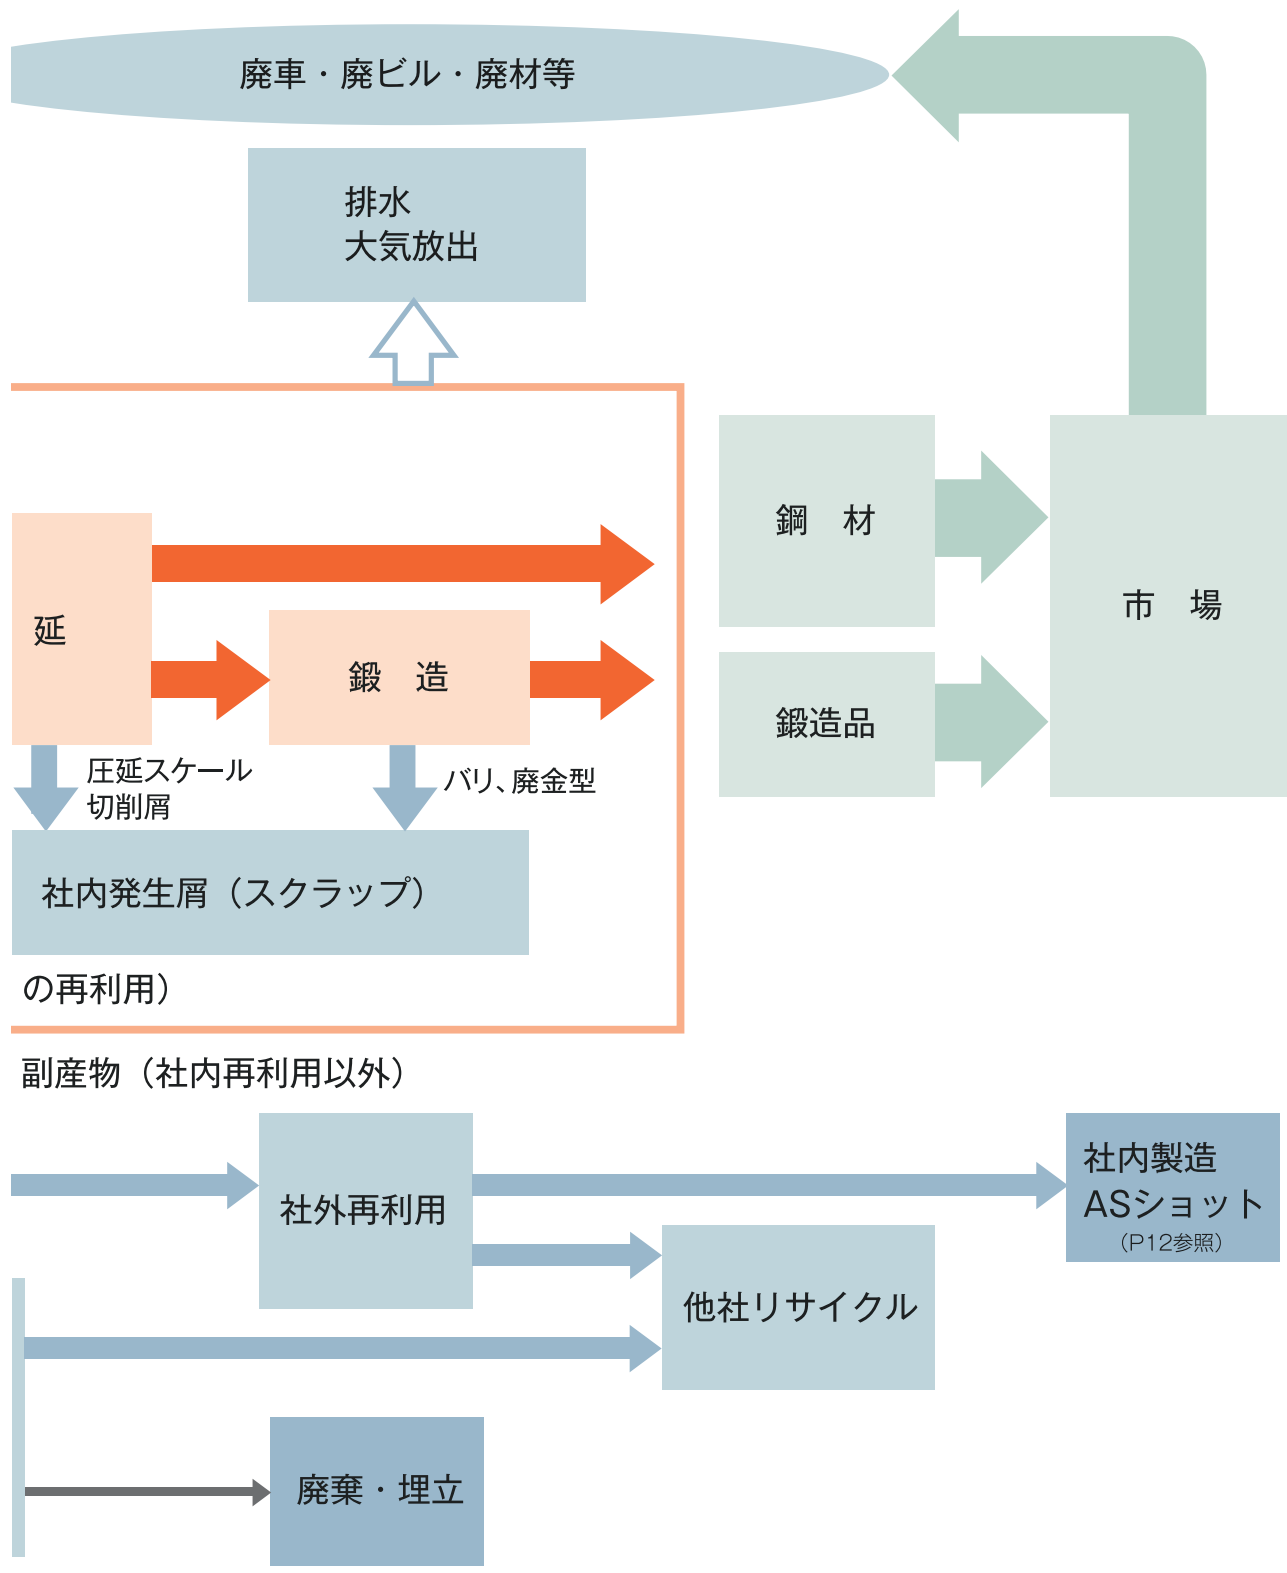 廃車・廃ビル・廃材等
排水
大気放出
鋼　材
市　場
延
鍛　造
鍛造品
圧延スケール
切削屑
バリ、廃金型
社内発生屑（スクラップ）
の再利用）
副産物（社内再利用以外）
社外再利用
社内製造
ASショット
（P12参照）
他社リサイクル
廃棄・埋立